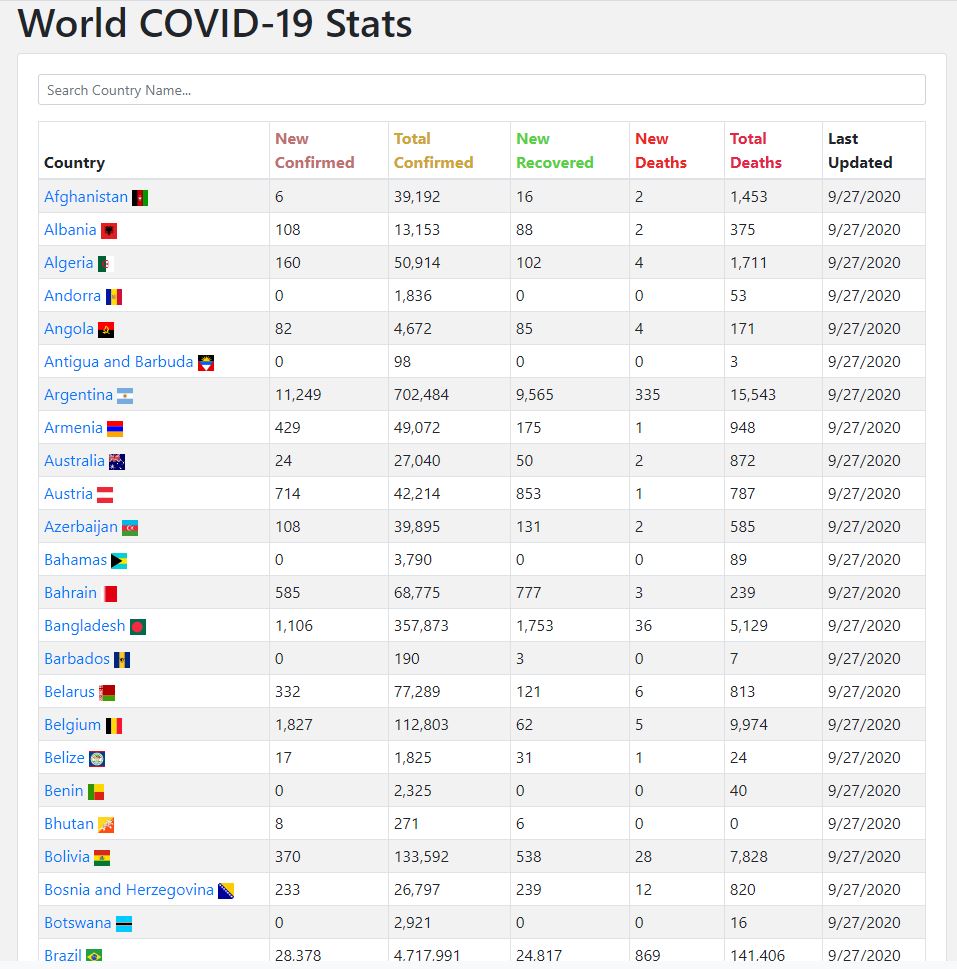 World COVID-19 Stats
Search Country Name...
Country New Confirmed Total Confirmed New Recovered New Deaths Total Deaths Last Updated
Afghanistan 6 39,192 16 2 1,453 9/27/2020
Albania 108 13,153 88 2 375 9/27/2020
Algeria 160 50,914 102 4 1,711 9/27/2020
Andorra 0 1,836 0 0 53 9/27/2020
Angola 82 4,672 85 4 171 9/27/2020
Antigua and Barbuda 0 98 0 0 3 9/27/2020
Argentina 11,249 702,484 9,565 335 15,543 9/27/2020
Armenia 429 49,072 175 1 948 9/27/2020
Australia 24 27,040 50 2 872 9/27/2020
Austria 714 42,214 853 1 787 9/27/2020
Azerbaijan 108 39,895 131 2 585 9/27/2020
Bahamas 0 3,790 0 0 89 9/27/2020
Bahrain 585 68,775 777 3 239 9/27/2020
Bangladesh 1,106 357,873 1,753 36 5,129 9/27/2020
Barbados 0 190 3 0 7 9/27/2020
Belarus 332 77,289 121 6 813 9/27/2020
Belgium 1,827 112,803 62 5 9,974 9/27/2020
Belize 17 1,825 31 1 24 9/27/2020
Benin 0 2,325 0 0 40 9/27/2020
Bhutan 8 271 6 0 0 9/27/2020
Bolivia 370 133,592 538 28 7,828 9/27/2020
Bosnia and Herzegovina 233 26,797 239 12 820 9/27/2020
Botswana 0 2,921 0 0 16 9/27/2020
Brazil 28,378 4,717,991 24,817 869 141,406 9/27/2020